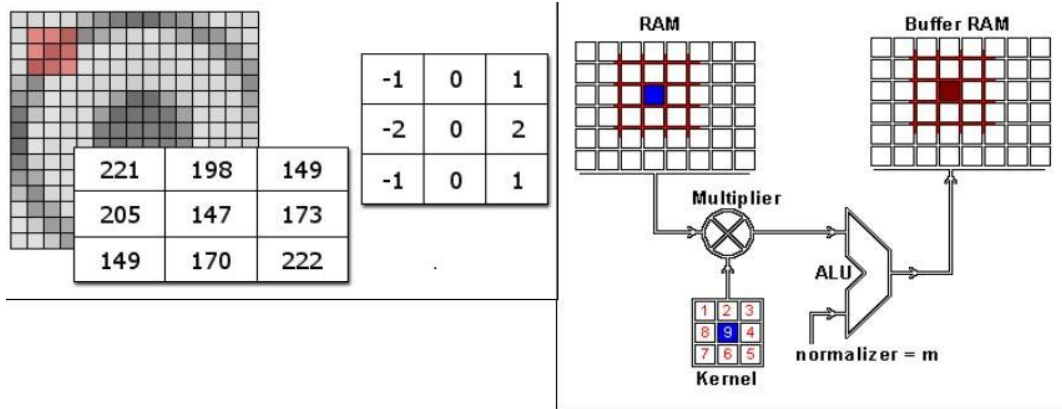 221 198 149
205 147 173
149 170 222
-1 0 1
-2 0 2
-1 0 1
RAM
Buffer RAM
Multiplier
ALU
1 2 3
8 9 4
7 6 5
Kernel
normalizer = m